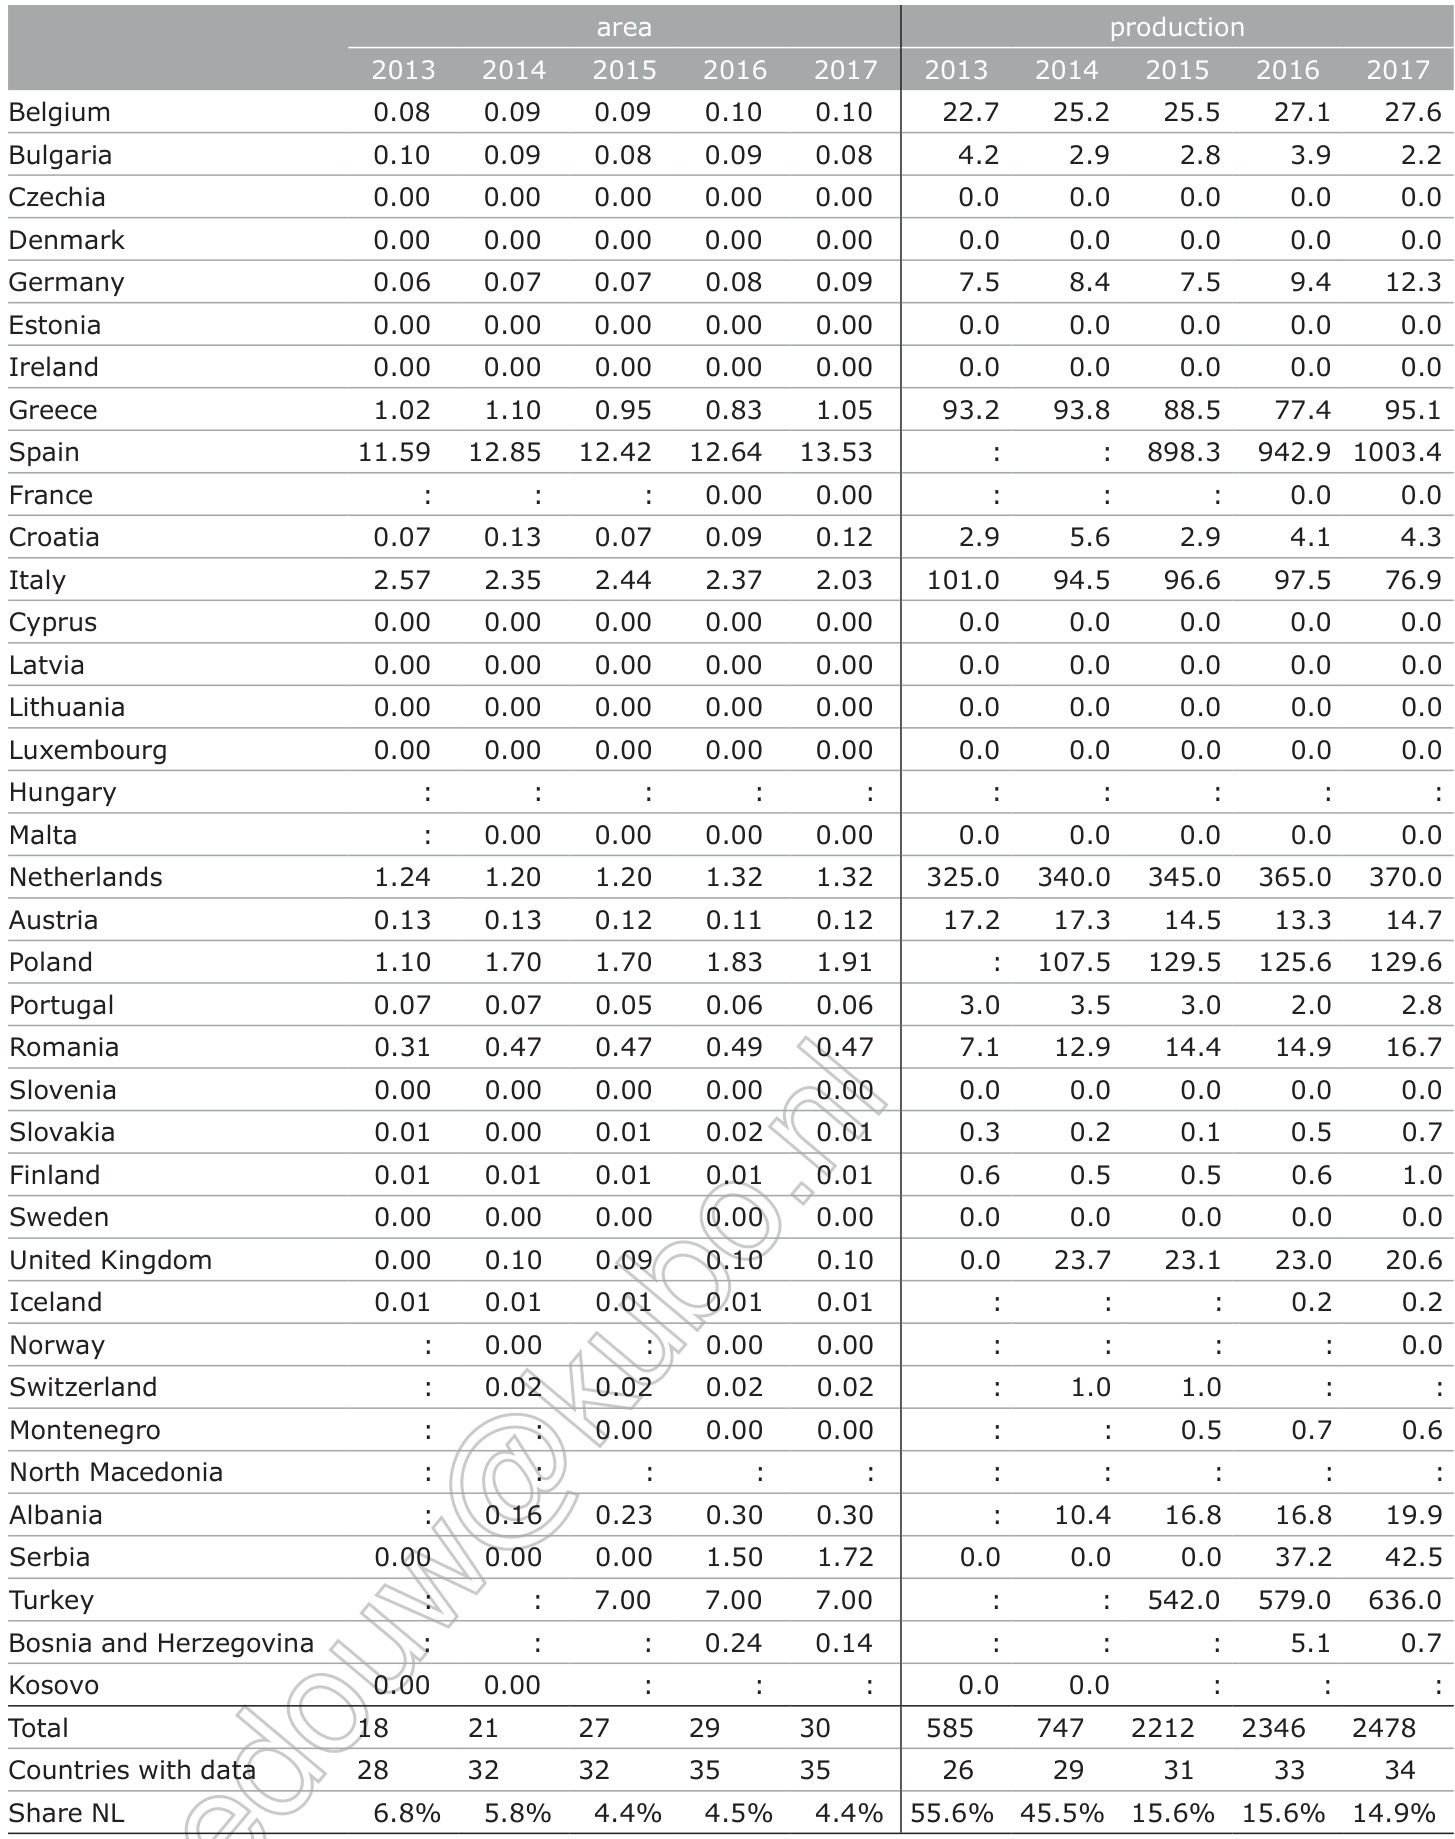 area production
2013 2014 2015 2016 2017 2013 2014 2015 2016 2017
Belgium 0.08 0.09 0.09 0.10 0.10 22.7 25.2 25.5 27.1 27.6
Bulgaria 0.10 0.09 0.08 0.09 0.08 4.2 2.9 2.8 3.9 2.2
Czechia 0.00 0.00 0.00 0.00 0.00 0.0 0.0 0.0 0.0 0.0
Denmark 0.00 0.00 0.00 0.00 0.00 0.0 0.0 0.0 0.0 0.0
Germany 0.06 0.07 0.07 0.08 0.09 7.5 8.4 7.5 9.4 12.3
Estonia 0.00 0.00 0.00 0.00 0.00 0.0 0.0 0.0 0.0 0.0
Ireland 0.00 0.00 0.00 0.00 0.00 0.0 0.0 0.0 0.0 0.0
Greece 1.02 1.10 0.95 0.83 1.05 93.2 93.8 88.5 77.4 95.1
Spain 11.59 12.85 12.42 12.64 13.53 : : 898.3 942.9 1003.4
France : : : 0.00 0.00 : : : 0.0 0.0
Croatia 0.07 0.13 0.07 0.09 0.12 2.9 5.6 2.9 4.1 4.3
Italy 2.57 2.35 2.44 2.37 2.03 101.0 94.5 96.6 97.5 76.9
Cyprus 0.00 0.00 0.00 0.00 0.00 0.0 0.0 0.0 0.0 0.0
Latvia 0.00 0.00 0.00 0.00 0.00 0.0 0.0 0.0 0.0 0.0
Lithuania 0.00 0.00 0.00 0.00 0.00 0.0 0.0 0.0 0.0 0.0
Luxembourg 0.00 0.00 0.00 0.00 0.00 0.0 0.0 0.0 0.0 0.0
Hungary : : : : : : : : : :
Malta : 0.00 0.00 0.00 0.00 0.0 0.0 0.0 0.0 0.0
Netherlands 1.24 1.20 1.20 1.32 1.32 325.0 340.0 345.0 365.0 370.0
Austria 0.13 0.13 0.12 0.11 0.12 17.2 17.3 14.5 13.3 14.7
Poland 1.10 1.70 1.70 1.83 1.91 : 107.5 129.5 125.6 129.6
Portugal 0.07 0.07 0.05 0.06 0.06 3.0 3.5 3.0 2.0 2.8
Romania 0.31 0.47 0.47 0.49 0.47 7.1 12.9 14.4 14.9 16.7
Slovenia 0.00 0.00 0.00 0.00 0.00 0.0 0.0 0.0 0.0 0.0
Slovakia 0.01 0.00 0.01 0.02 0.01 0.3 0.2 0.1 0.5 0.7
Finland 0.01 0.01 0.01 0.01 0.01 0.6 0.5 0.5 0.6 1.0
Sweden 0.00 0.00 0.00 0.00 0.00 0.0 0.0 0.0 0.0 0.0
United Kingdom 0.00 0.10 0.09 0.10 0.10 0.0 23.7 23.1 23.0 20.6
Iceland 0.01 0.01 0.01 0.01 0.01 : : : 0.2 0.2
Norway : 0.00 : 0.00 0.00 : : : : 0.0
Switzerland : 0.02 0.02 0.02 0.02 : 1.0 1.0 : :
Montenegro : : 0.00 0.00 0.00 : : 0.5 0.7 0.6
North Macedonia : : : : : : : : : :
Albania : 0.16 0.23 0.30 0.30 : 10.4 16.8 16.8 19.9
Serbia 0.00 0.00 0.00 1.50 1.72 0.0 0.0 0.0 37.2 42.5
Turkey : : 7.00 7.00 7.00 : : 542.0 579.0 636.0
Bosnia and Herzegovina : : : 0.24 0.14 : : : 5.1 0.7
Kosovo 0.00 0.00 : : : 0.0 0.0 : : :
Total 18 21 27 29 30 585 747 2212 2346 2478
Countries with data 28 32 32 35 35 26 29 31 33 34
Share NL 6.8% 5.8% 4.4% 4.5% 4.4% 55.6% 45.5% 15.6% 15.6% 14.9%
edouw@kubo.nl